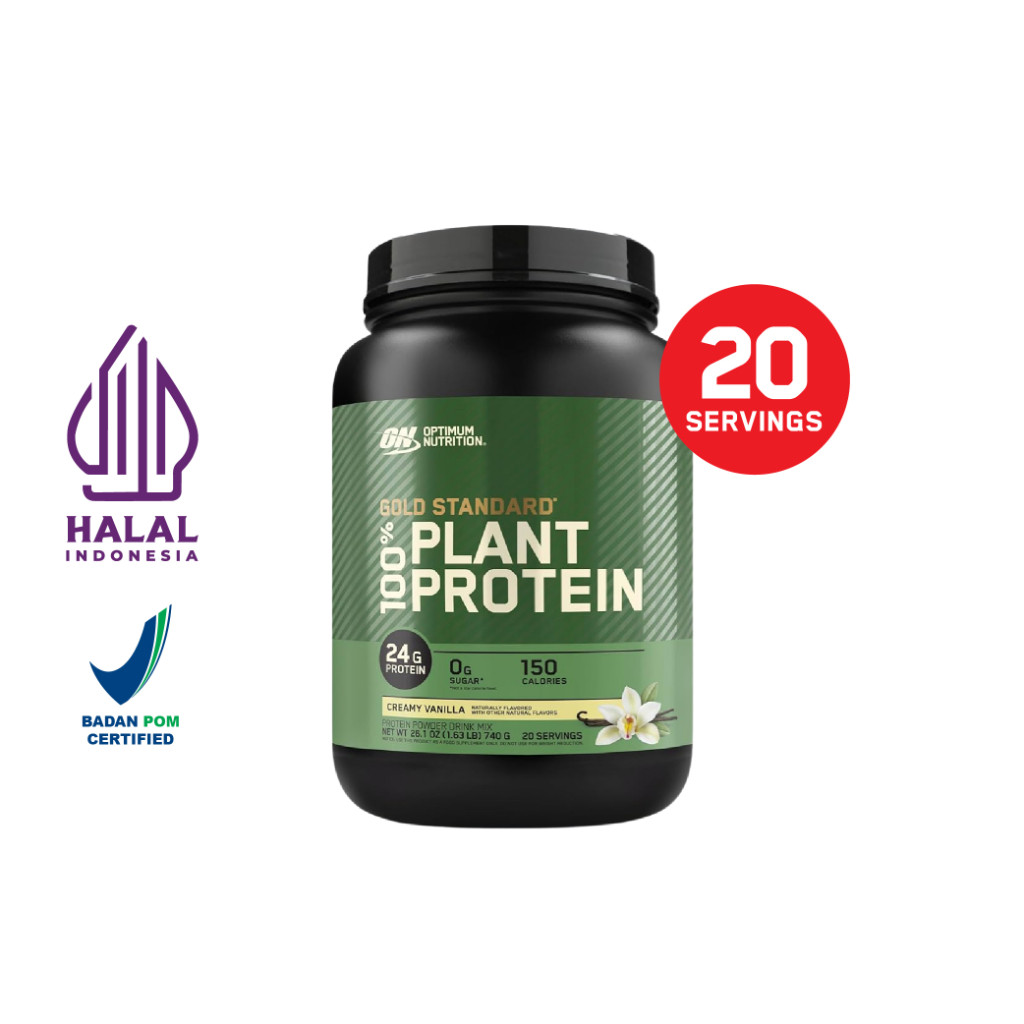 HALAL
INDONESIA
BADAN POM
CERTIFIED
20
SERVINGS
ON OPTIMUM
NUTRITION.
GOLD STANDARD
100% PLANT
PROTEIN
24G
PROTEIN
0G
SUGAR*
150
CALORIES
CREAMY VANILLA
NATURALLY FLAVORED
WITH OTHER NATURAL FLAVORS
PROTEIN POWDER DRINK MIX
NET WT 26.1 OZ (1.63 LB) 740 G 20 SERVINGS